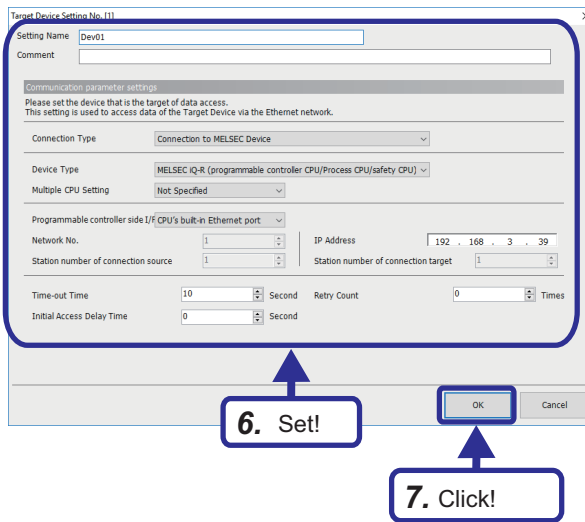 Target Device Setting No. [1]
Setting Name Dev01
Comment
Communication parameter settings
Please set the device that is the target of data access.
This setting is used to access data of the Target Device via the Ethernet network.
Connection Type Connection to MELSEC Device
Device Type MELSEC iQ-R (programmable controller CPU/Process CPU/safety CPU)
Multiple CPU Setting Not Specified
Programmable controller side I/F CPU's built-in Ethernet port
Network No. 1 IP Address 192 . 168 . 3 . 39
Station number of connection source 1 Station number of connection target 1
Time-out Time 10 Second Retry Count 0 Times
Initial Access Delay Time 0 Second
OK Cancel
6. Set!
7. Click!